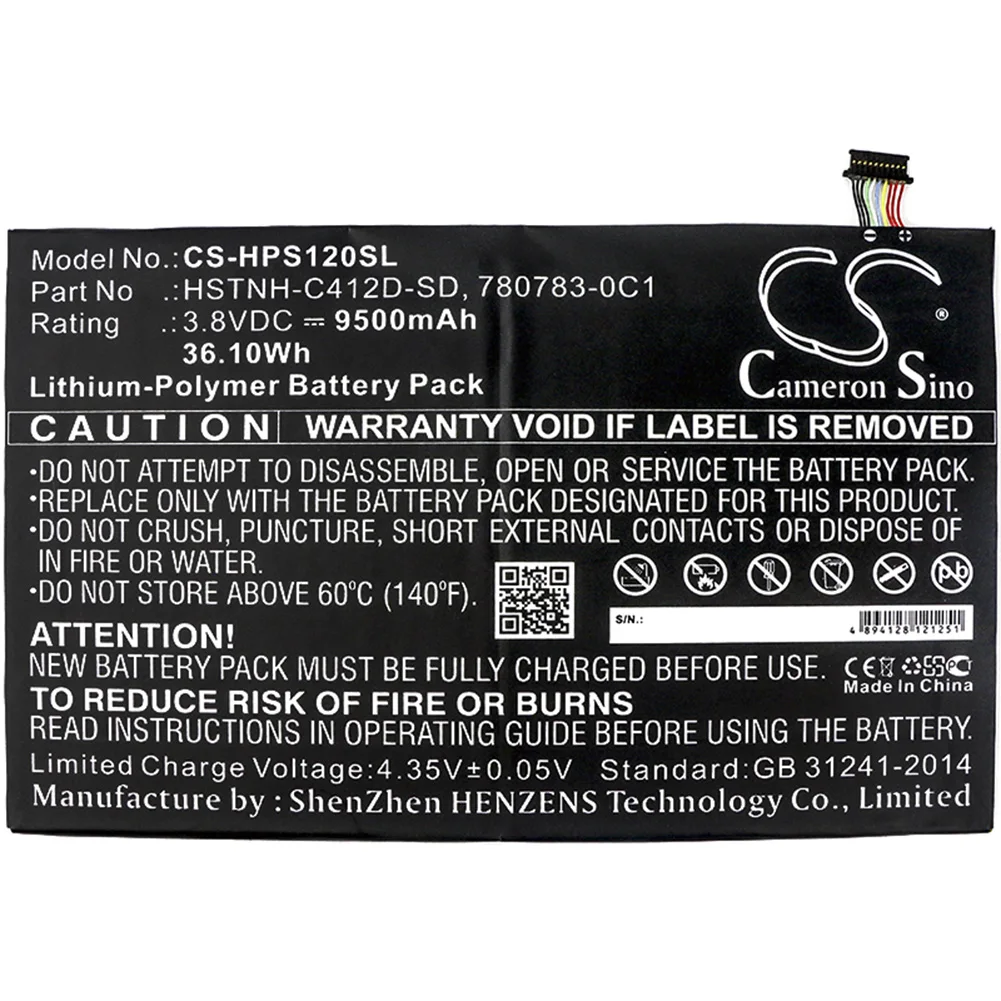 Model No.:CS-HPS120SL
Part No .:HSTNH-C412D-SD, 780783-0C1
Rating .:3.8VDC ⎓ 9500mAh
36.10Wh
Lithium-Polymer Battery Pack
®
Cameron Sino
CAUTION WARRANTY VOID IF LABEL IS REMOVED
•DO NOT ATTEMPT TO DISASSEMBLE, OPEN OR SERVICE THE BATTERY PACK.
•REPLACE ONLY WITH THE BATTERY PACK DESIGNATED FOR THIS PRODUCT.
•DO NOT CRUSH, PUNCTURE, SHORT EXTERNAL CONTACTS OR DISPOSE OF
IN FIRE OR WATER.
•DO NOT STORE ABOVE 60°C (140°F).
Pb
S/N.:
4 894128 121251
ATTENTION!
NEW BATTERY PACK MUST BE FULLY CHARGED BEFORE USE.
TO REDUCE RISK OF FIRE OR BURNS
READ INSTRUCTIONS IN OPERATING GUIDE BEFORE USING THE BATTERY.
CE
Made In China
Limited Charge Voltage:4.35V±0.05V Standard:GB 31241-2014
Manufacture by : ShenZhen HENZENS Technology Co., Limited